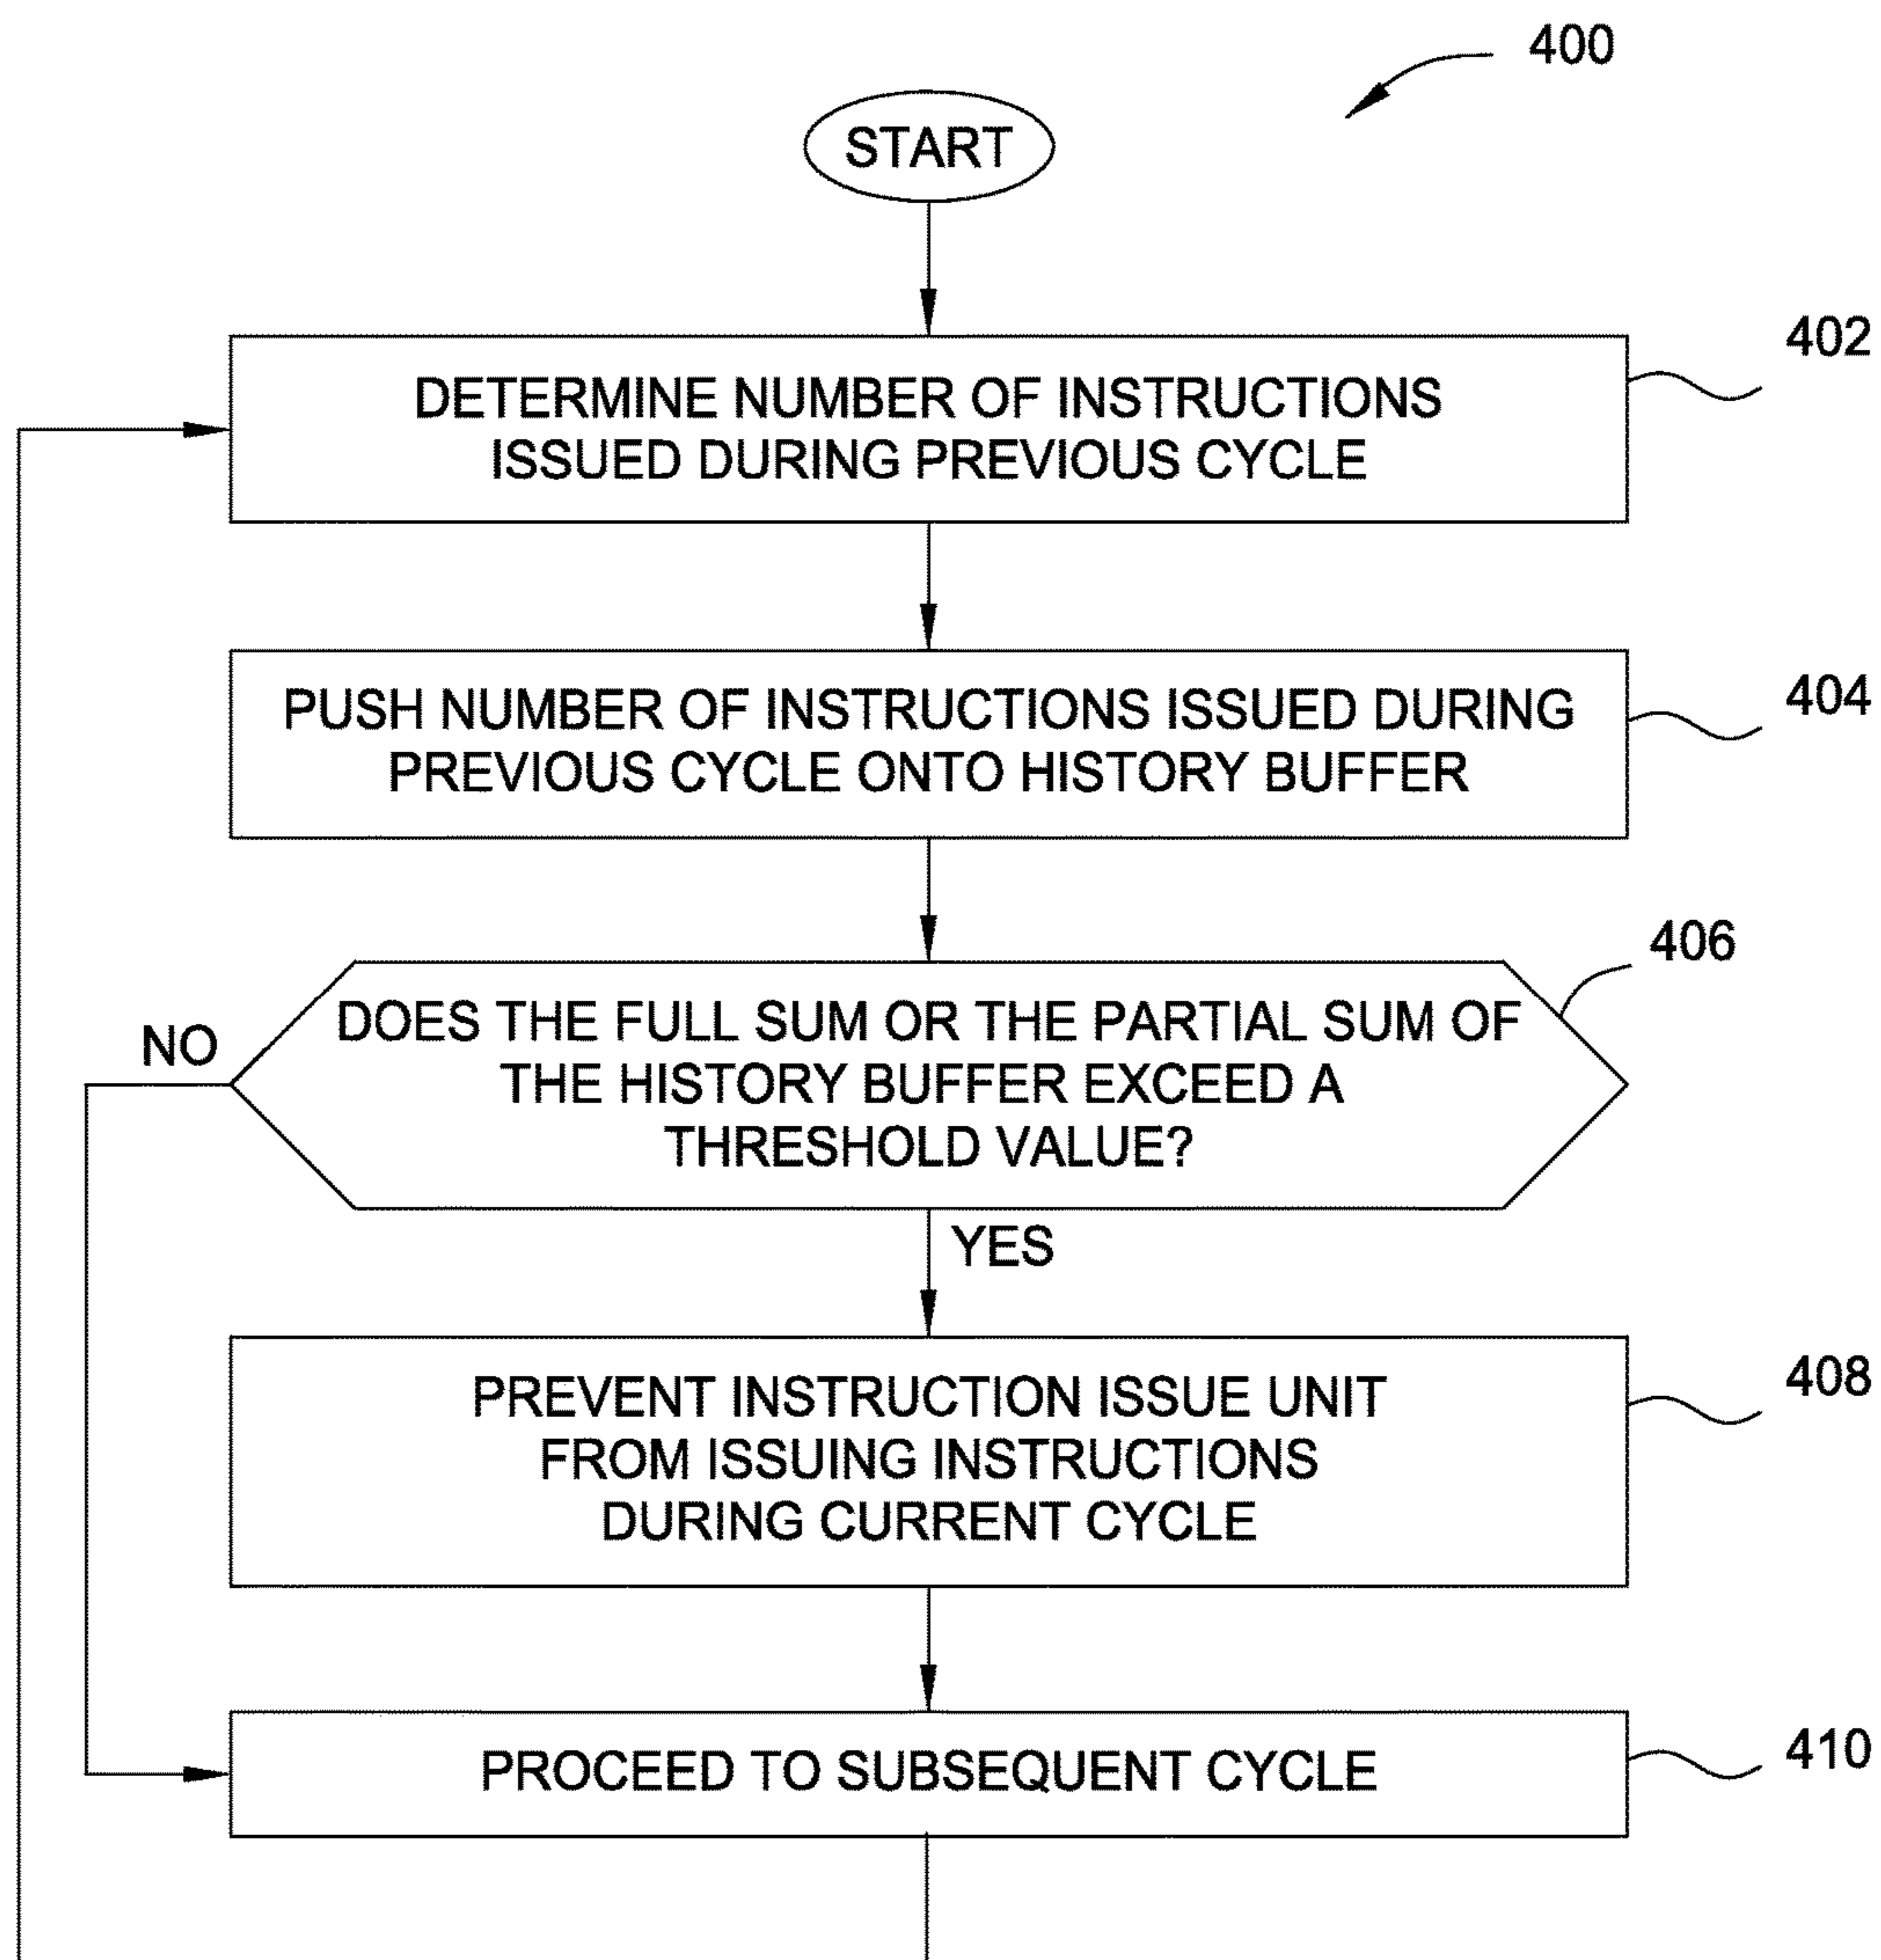 400
START
402
DETERMINE NUMBER OF INSTRUCTIONS
ISSUED DURING PREVIOUS CYCLE
404
PUSH NUMBER OF INSTRUCTIONS ISSUED DURING
PREVIOUS CYCLE ONTO HISTORY BUFFER
406
NO
DOES THE FULL SUM OR THE PARTIAL SUM OF
THE HISTORY BUFFER EXCEED A
THRESHOLD VALUE?
YES
408
PREVENT INSTRUCTION ISSUE UNIT
FROM ISSUING INSTRUCTIONS
DURING CURRENT CYCLE
410
PROCEED TO SUBSEQUENT CYCLE